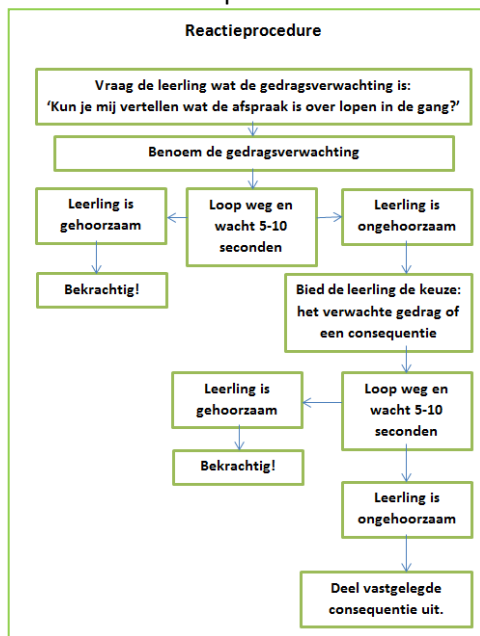 Reactieprocedure
Vraag de leerling wat de gedragsverwachting is:
‘Kun je mij vertellen wat de afspraak is over lopen in de gang?’
Benoem de gedragsverwachting
Leerling is
gehoorzaam
Loop weg en
wacht 5-10
seconden
Leerling is
ongehoorzaam
Bekrachtig!
Bied de leerling de keuze:
het verwachte gedrag of
een consequentie
Leerling is
gehoorzaam
Loop weg en
wacht 5-10
seconden
Bekrachtig!
Leerling is
ongehoorzaam
Deel vastgelegde
consequentie uit.